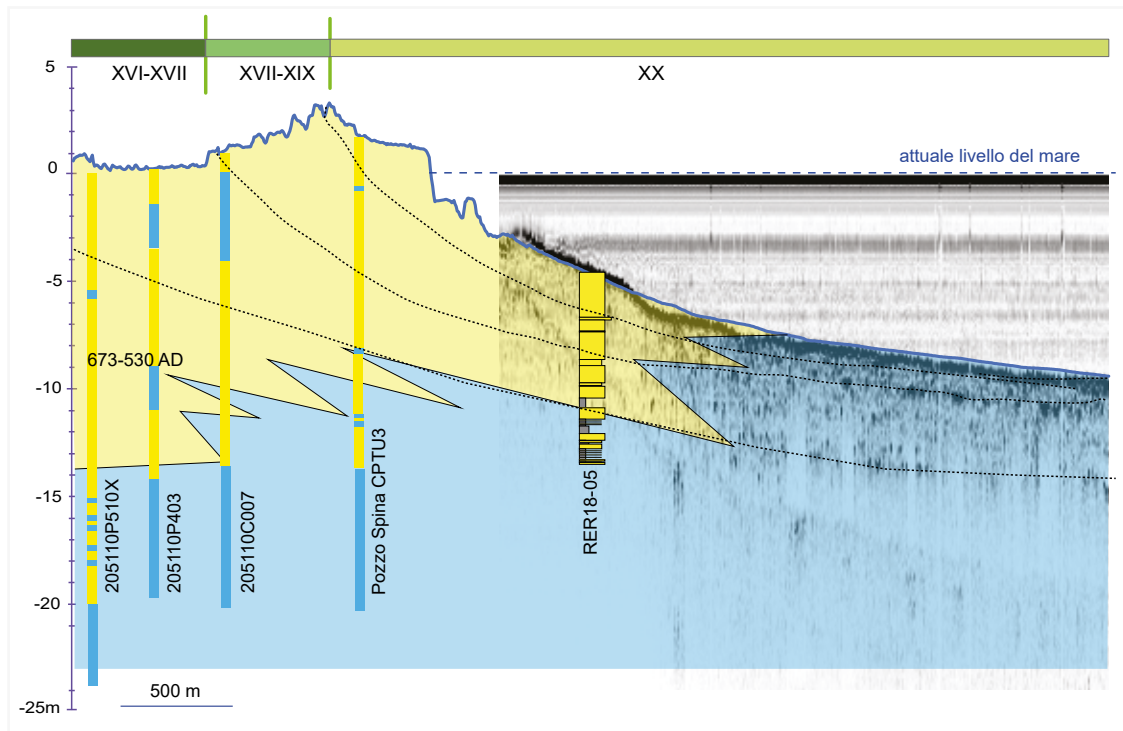 XVI-XVII
XVII-XIX
XX
5
0
-5
-10
-15
-20
-25m
attuale livello del mare
673-530 AD
205110P510X
205110P403
205110C007
Pozzo Spina CPTU3
RER18-05
500 m